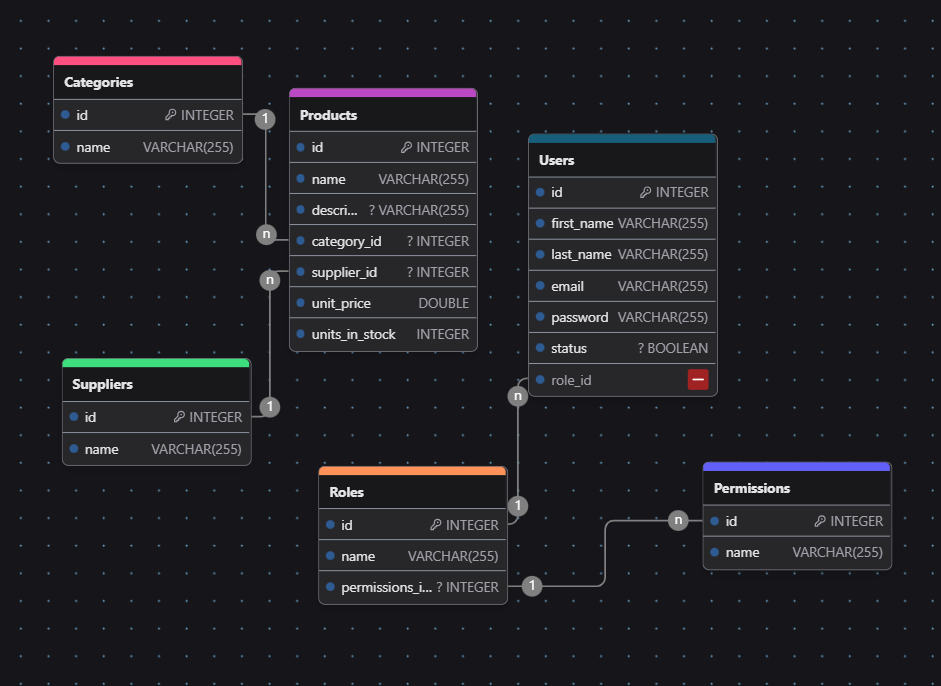 Categories
id INTEGER
name VARCHAR(255)
1
n
Products
id INTEGER
name VARCHAR(255)
descri... ? VARCHAR(255)
category_id ? INTEGER
supplier_id ? INTEGER
unit_price DOUBLE
units_in_stock INTEGER
n
1
Suppliers
id INTEGER
name VARCHAR(255)
Users
id INTEGER
first_name VARCHAR(255)
last_name VARCHAR(255)
email VARCHAR(255)
password VARCHAR(255)
status ? BOOLEAN
role_id
n
1
Roles
id INTEGER
name VARCHAR(255)
permissions_i... ? INTEGER
1
n
Permissions
id INTEGER
name VARCHAR(255)